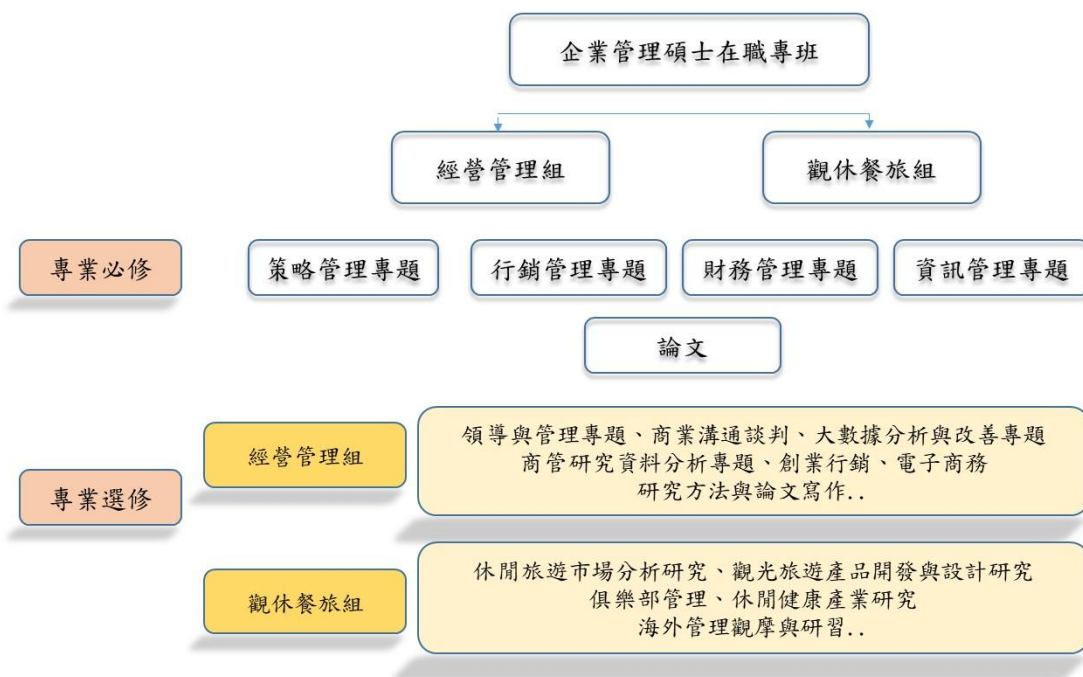 企業管理碩士在職專班
經營管理組
觀休餐旅組
專業必修
策略管理專題
行銷管理專題
財務管理專題
資訊管理專題
論文
專業選修
經營管理組
領導與管理專題、商業溝通談判、大數據分析與改善專題
商管研究資料分析專題、創業行銷、電子商務
研究方法與論文寫作..
觀休餐旅組
休閒旅遊市場分析研究、觀光旅遊產品開發與設計研究
俱樂部管理、休閒健康產業研究
海外管理觀摩與研習..